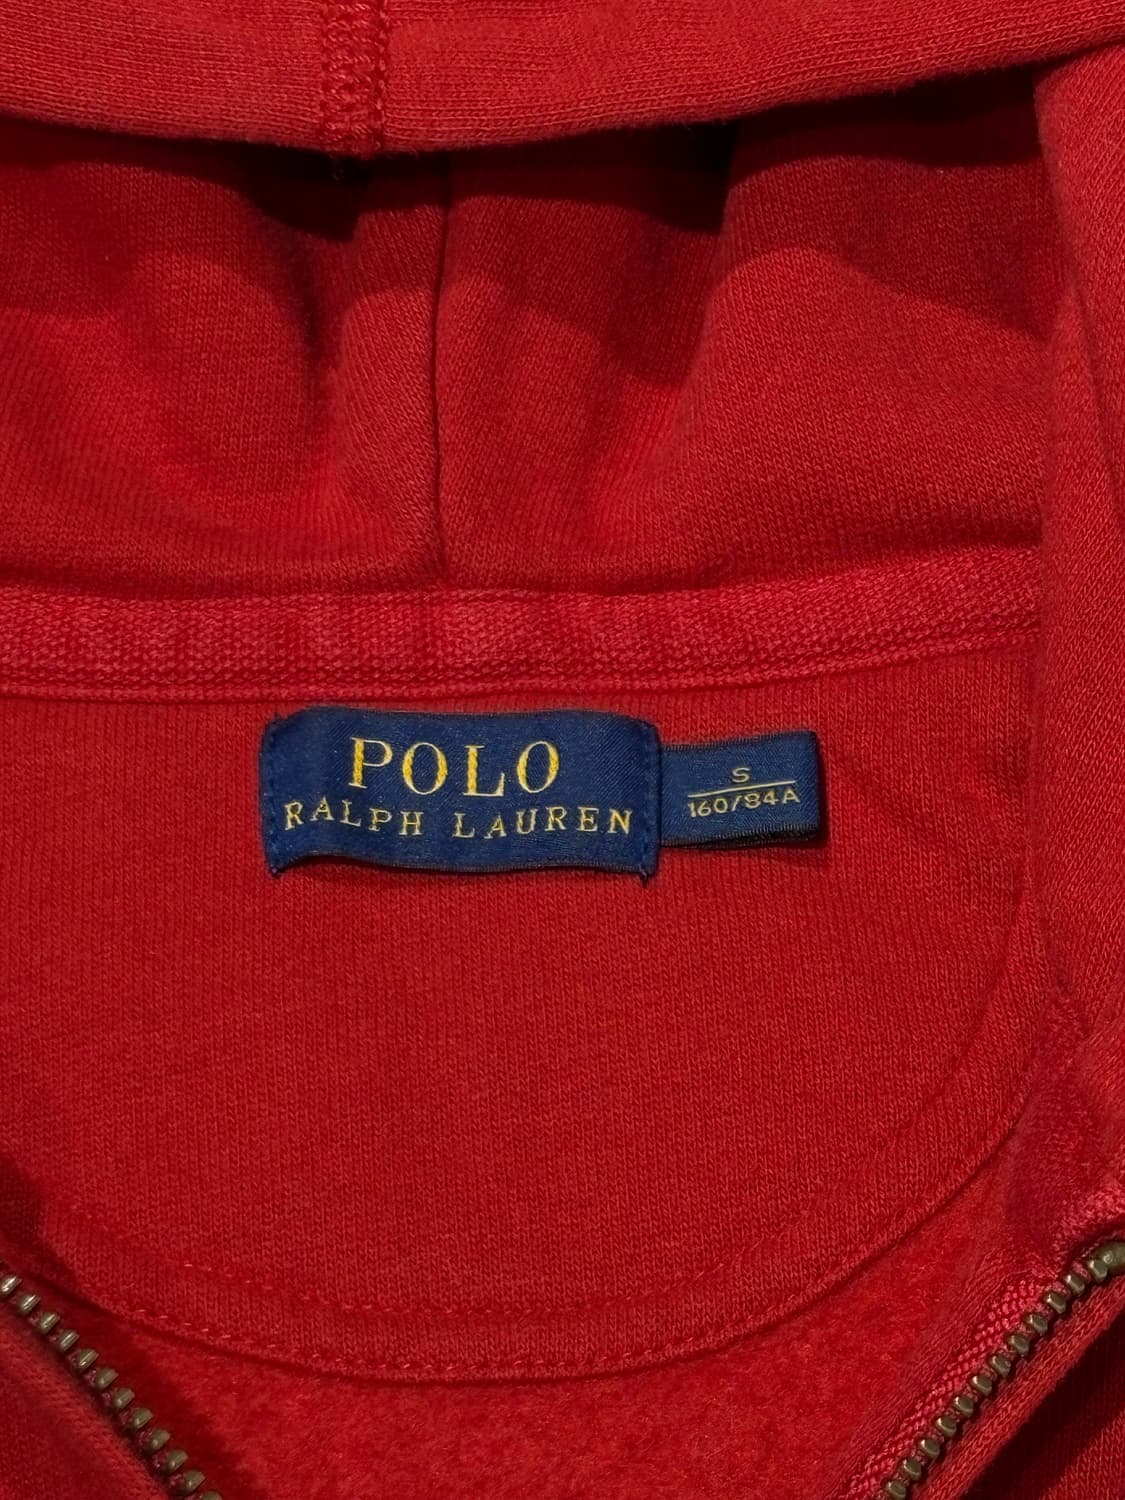 POLO
RALPH LAUREN
S
160/84A